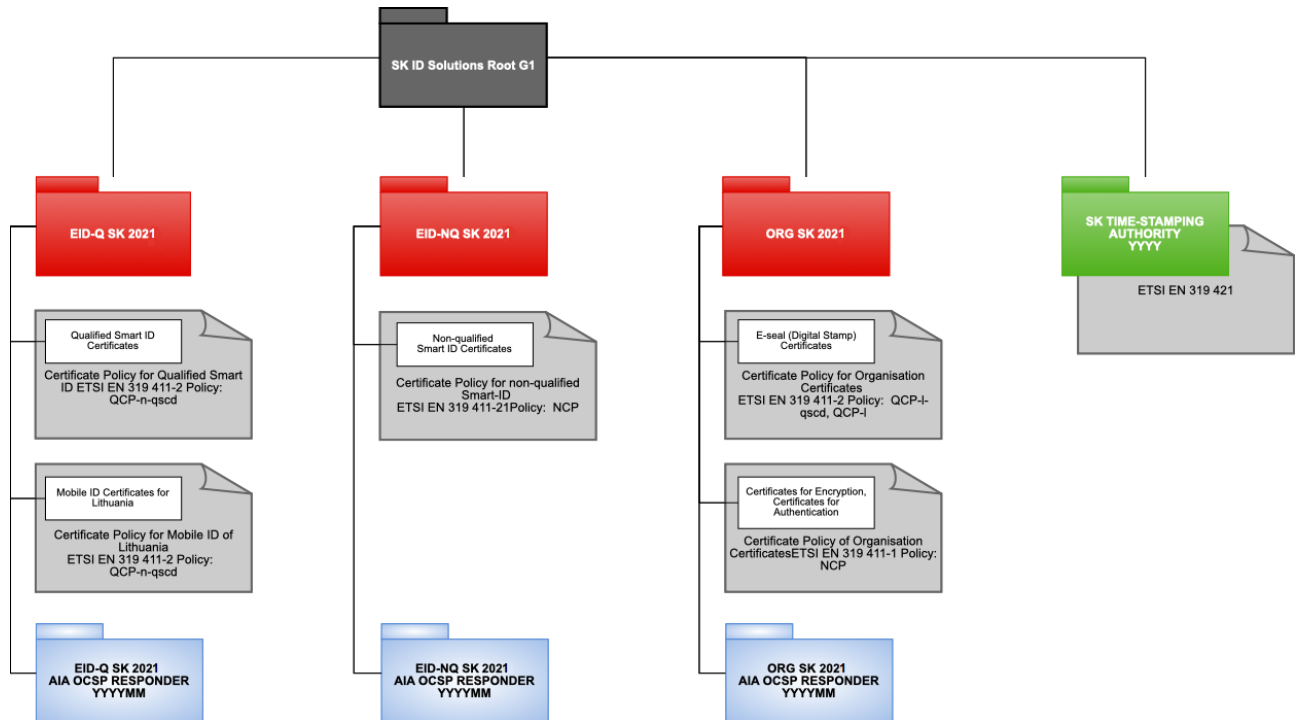 SK ID Solutions Root G1
EID-Q SK 2021
EID-NQ SK 2021
ORG SK 2021
SK TIME-STAMPING
AUTHORITY
YYYY
ETSI EN 319 421
Qualified Smart ID
Certificates
Certificate Policy for Qualified Smart
ID ETSI EN 319 411-2 Policy:
QCP-n-qscd
Non-qualified
Smart ID Certificates
Certificate Policy for non-qualified
Smart-ID
ETSI EN 319 411-21Policy:  NCP
E-seal (Digital Stamp)
Certificates
Certificate Policy for Organisation
Certificates
ETSI EN 319 411-2 Policy:  QCP-l-
qscd, QCP-l
Mobile ID Certificates for
Lithuania
Certificate Policy for Mobile ID of
Lithuania
ETSI EN 319 411-2 Policy:
QCP-n-qscd
Certificates for Encryption,
Certificates for
Authentication
Certificate Policy of Organisation
CertificatesETSI EN 319 411-1 Policy:
NCP
EID-Q SK 2021
AIA OCSP RESPONDER
YYYYMM
EID-NQ SK 2021
AIA OCSP RESPONDER
YYYYMM
ORG SK 2021
AIA OCSP RESPONDER
YYYYMM